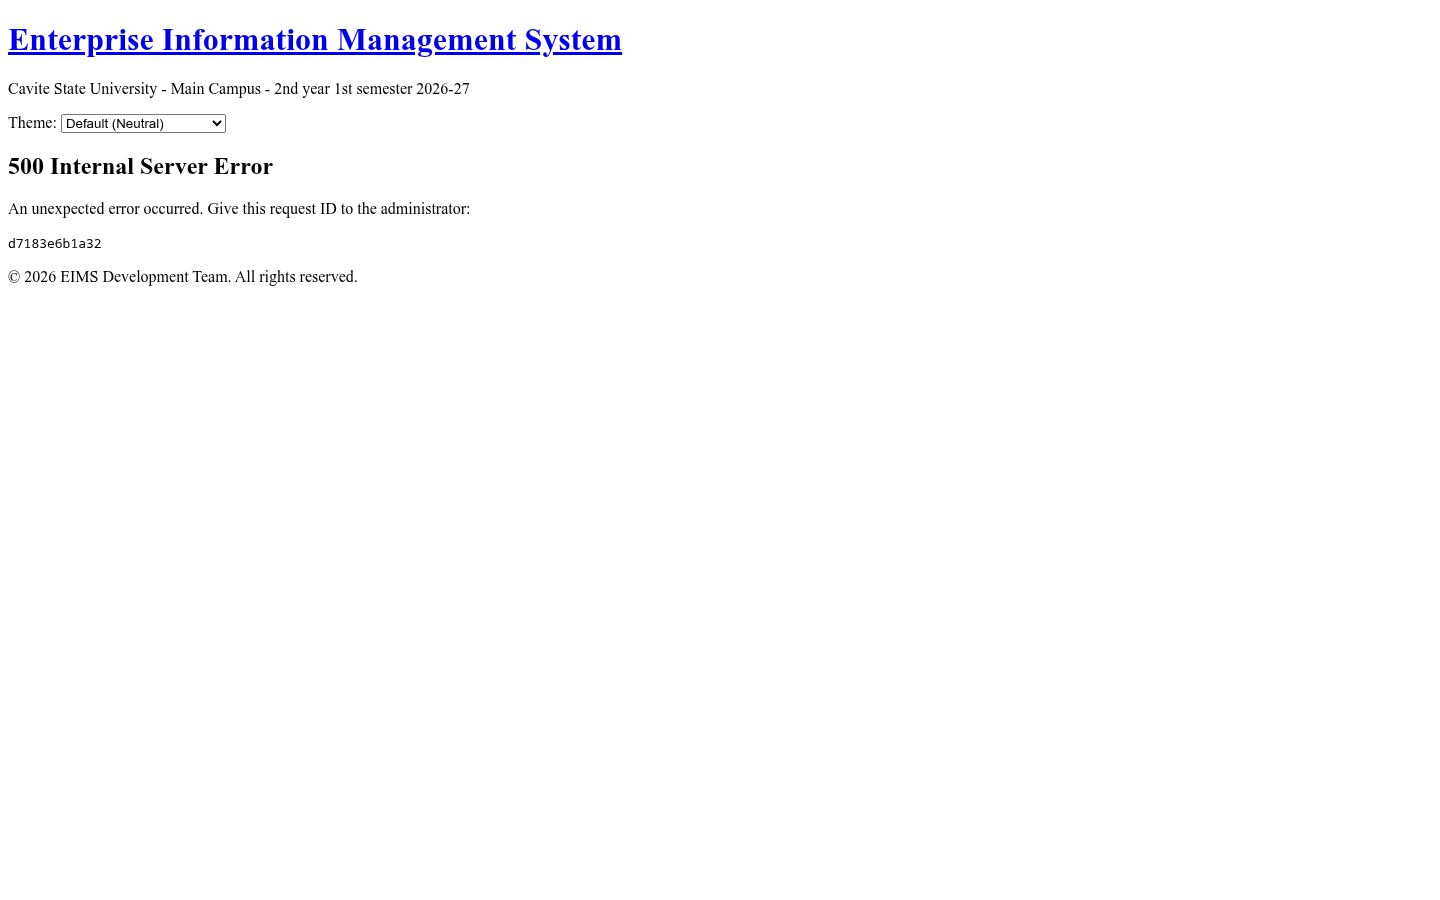 Enterprise Information Management System
Cavite State University - Main Campus - 2nd year 1st semester 2026-27
Theme: Default (Neutral)
500 Internal Server Error
An unexpected error occurred. Give this request ID to the administrator:
d7183e6b1a32
© 2026 EIMS Development Team. All rights reserved.